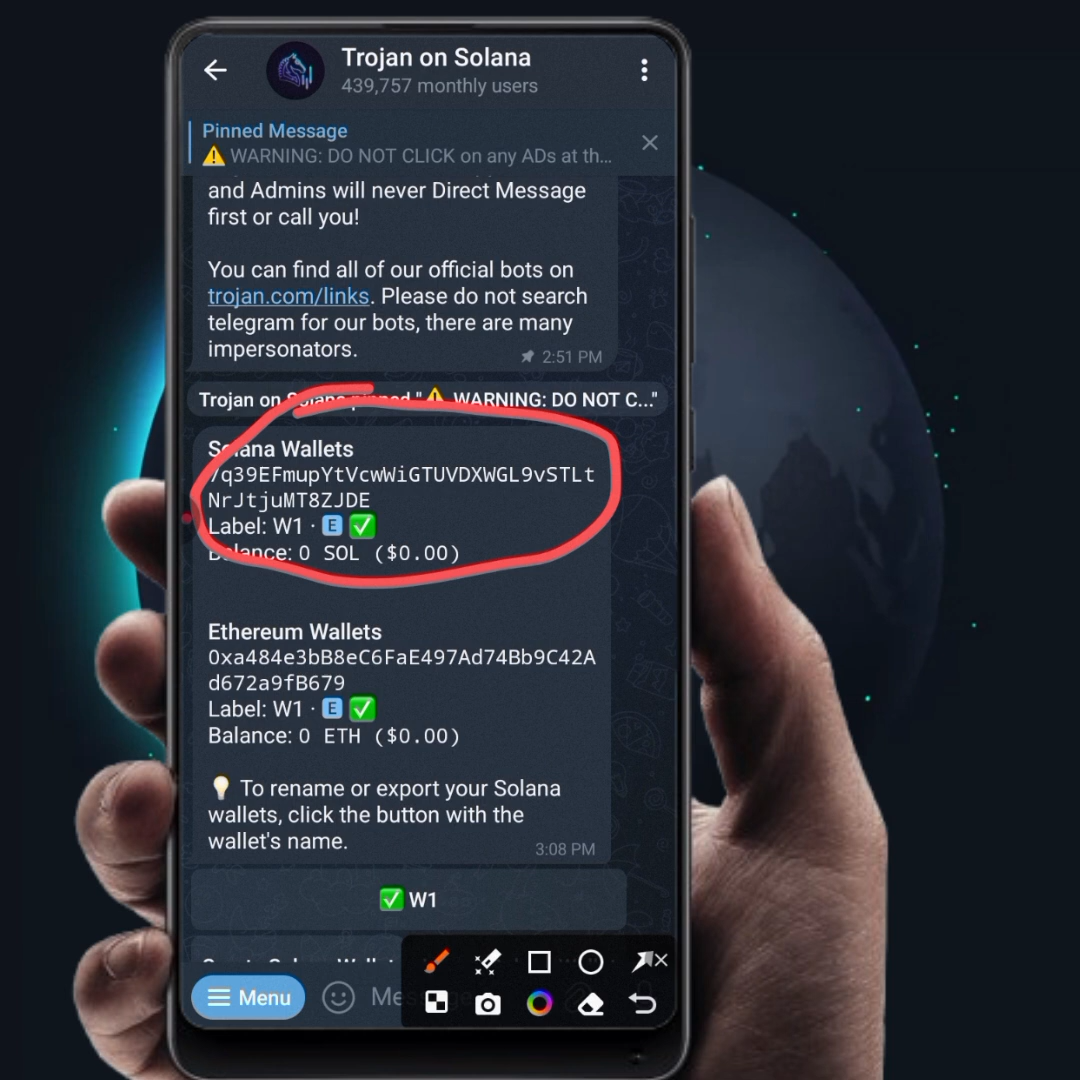 Trojan on Solana
439,757 monthly users
Pinned Message
⚠️ WARNING: DO NOT CLICK on any ADs at th...
and Admins will never Direct Message
first or call you!
You can find all of our official bots on
trojan.com/links. Please do not search
telegram for our bots, there are many
impersonators.
2:51 PM
Trojan on Solana pinned "⚠️ WARNING: DO NOT C..."
Solana Wallets
7q39EFmupYtVcwWiGTUVDXWGL9vSTLt
NrJtjuMT8ZJDE
Label: W1 · E ✅
Balance: 0 SOL ($0.00)
Ethereum Wallets
0xa484e3bB8eC6FaE497Ad74Bb9C42A
d672a9fB679
Label: W1 · E ✅
Balance: 0 ETH ($0.00)
💡 To rename or export your Solana
wallets, click the button with the
wallet's name.
3:08 PM
✅ W1
Menu